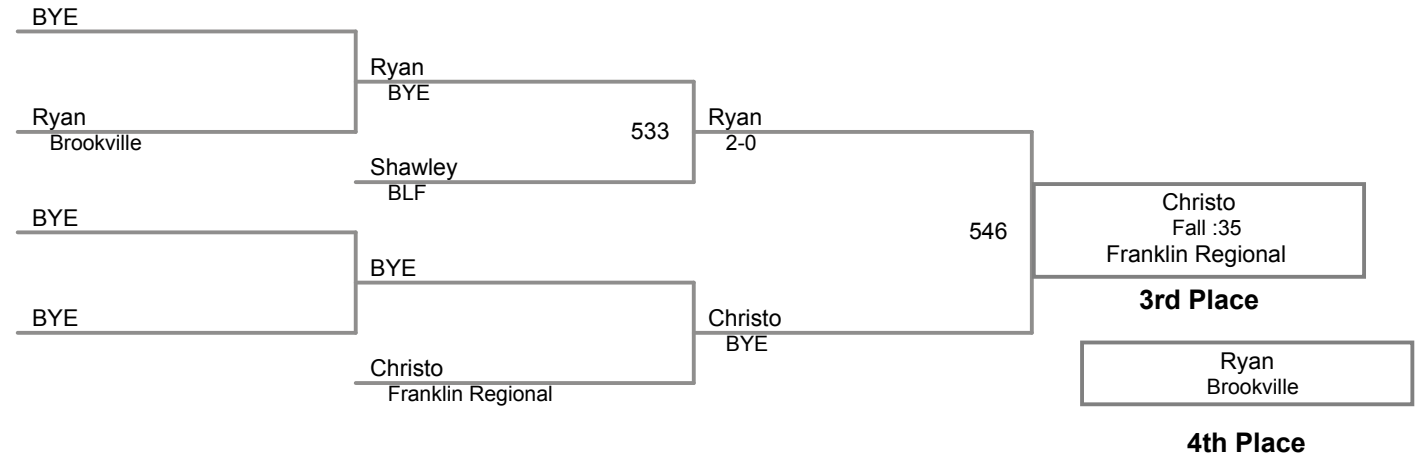 BYE
Ryan
BYE
Ryan
Brookville
533
Ryan
2-0
Shawley
BLF
BYE
546
Christo
Fall :35
Franklin Regional
BYE
3rd Place
BYE
Christo
BYE
Christo
Franklin Regional
Ryan
Brookville
4th Place